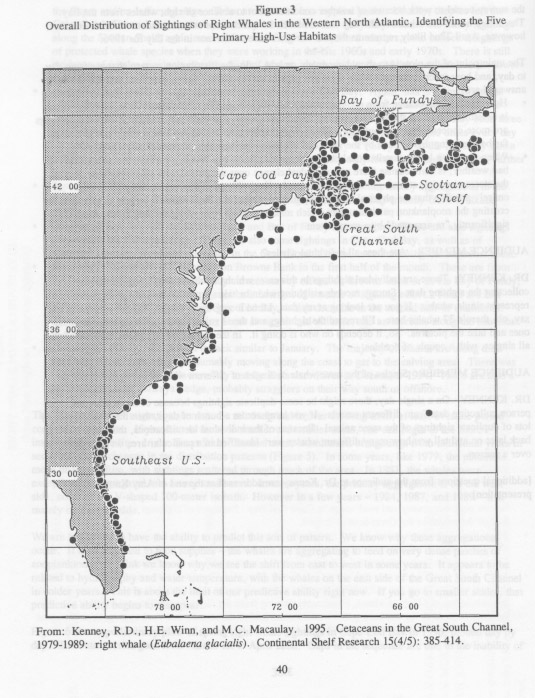 Figure 3
Overall Distribution of Sightings of Right Whales in the Western North Atlantic, Identifying the Five
Primary High-Use Habitats
Bay of Fundy
Cape Cod Bay
42 00
Scotian
Shelf
Great South
Channel
36 00
Southeast U.S.
30 00
78 00
72 00
66 00
From: Kenney, R.D., H.E. Winn, and M.C. Macaulay. 1995. Cetaceans in the Great South Channel,
1979-1989: right whale (Eubalaena glacialis). Continental Shelf Research 15(4/5): 385-414.
40